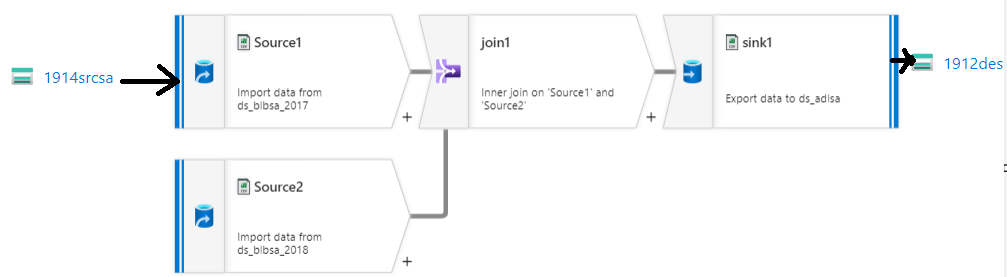 1914srcsa
Source1
Import data from
ds_blbsa_2017
+
join1
Inner join on 'Source1' and
'Source2'
+
sink1
Export data to ds_adlsa
1912des
Source2
Import data from
ds_blbsa_2018
+